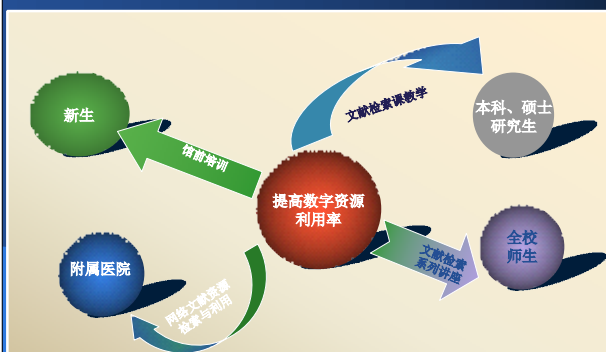 新生
馆前培训
文献检索课教学
本科、硕士
研究生
提高数字资源
利用率
附属医院
网络文献资源
检索与利用
文献检索
系列讲座
全校
师生